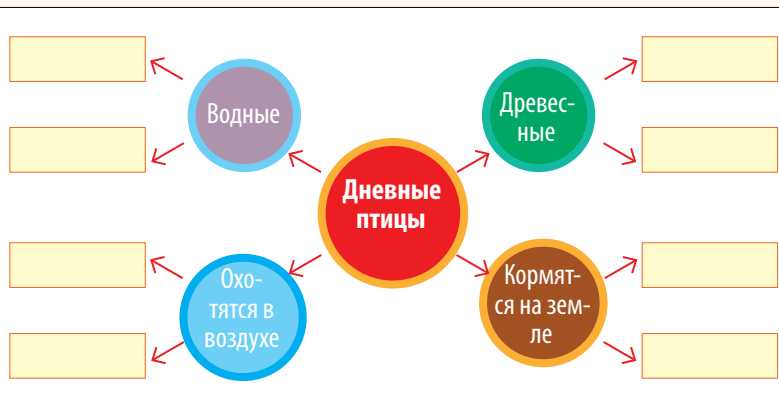 Водные
Древес-
ные
Дневные
птицы
Охо-
тятся в
воздухе
Кормят-
ся на зем-
ле